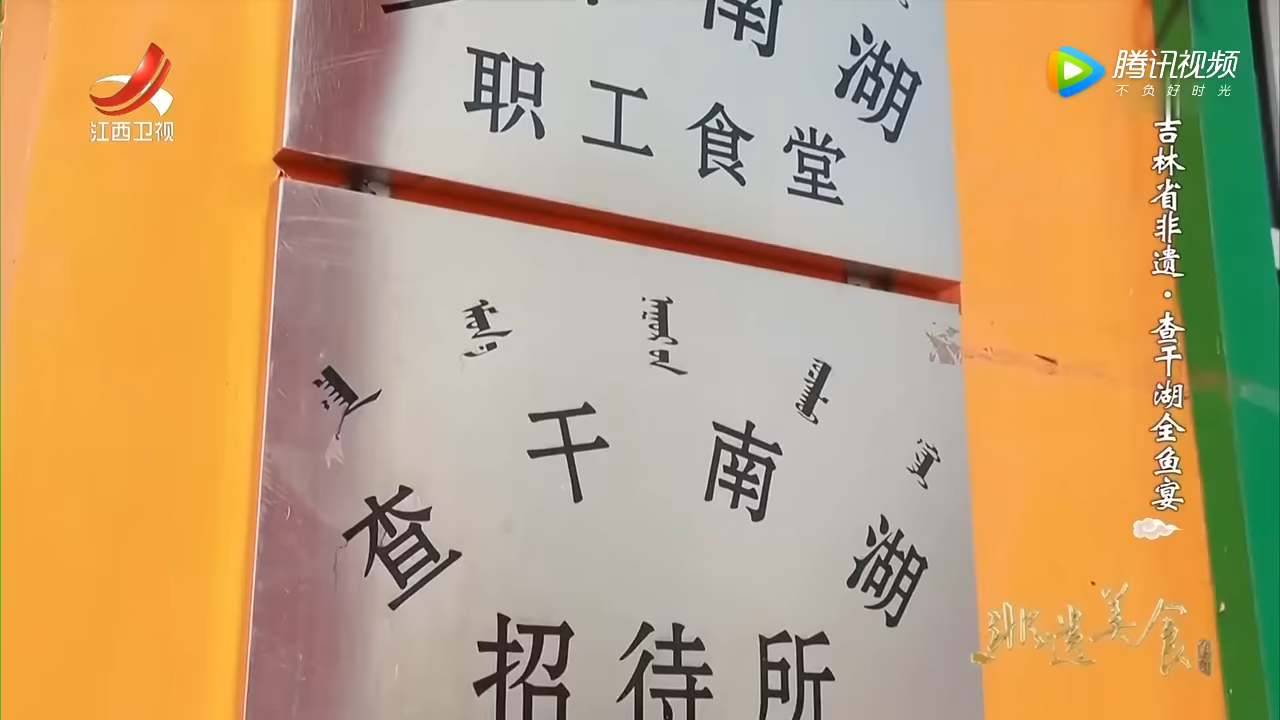 江西卫视
腾讯视频
不负好时光
南湖
职工食堂
查干南湖
招待所
吉林省非遗·查干湖全鱼宴
非遗美食